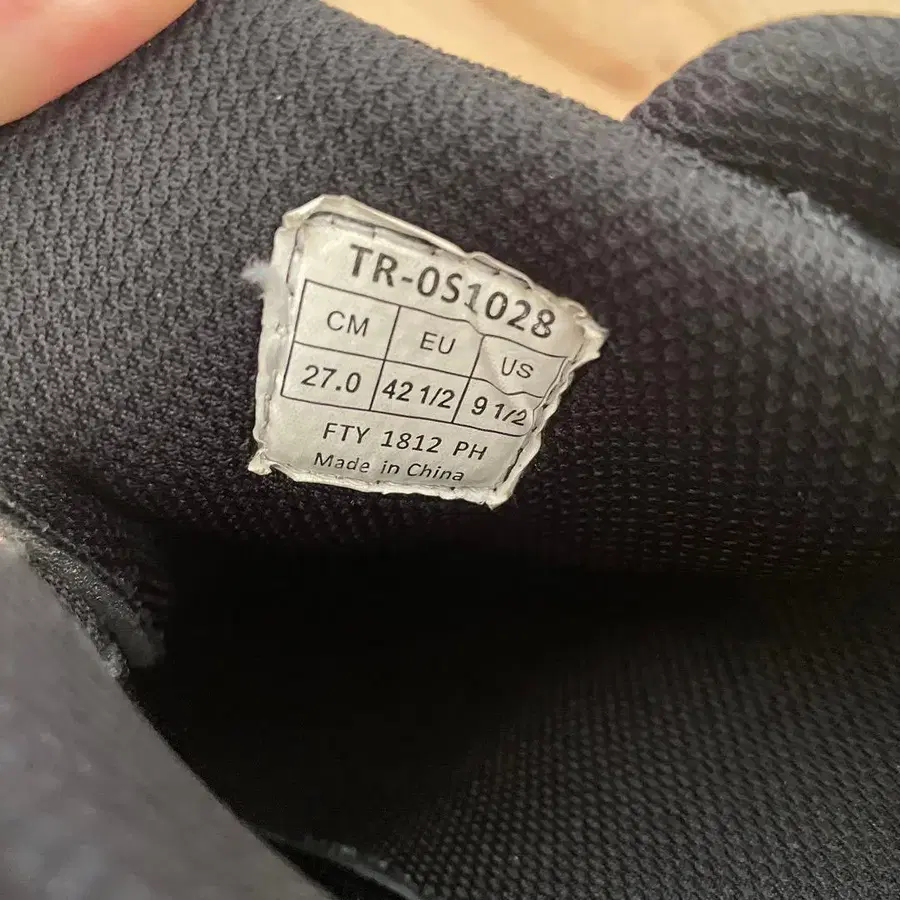 TR-0S1028
CM EU US
27.0 42 1/2 9 1/2
FTY 1812 PH
Made in China